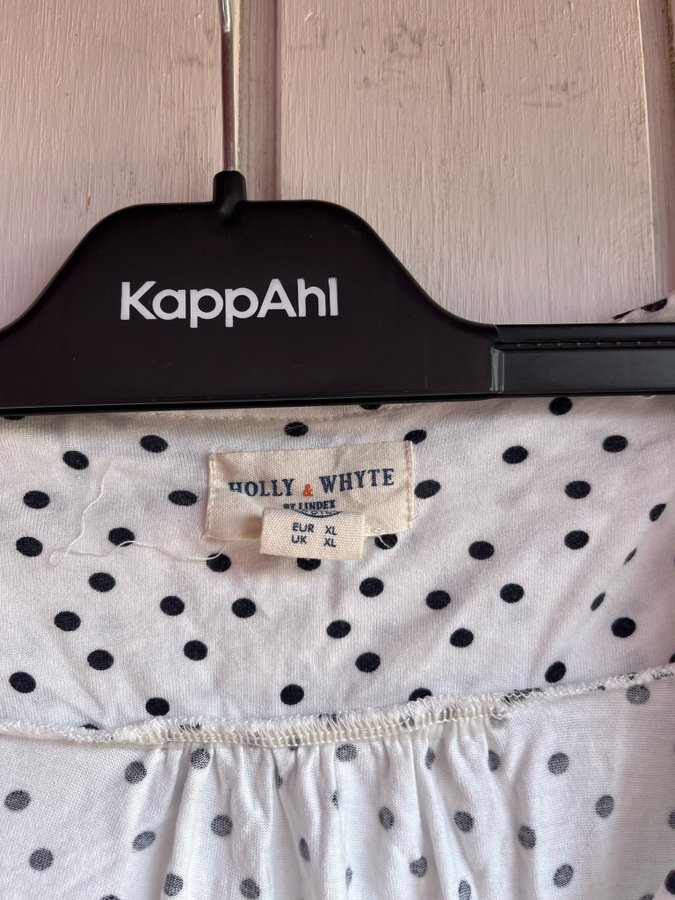 KappAhl
HOLLY & WHYTE
BY LINDEX
EUR XL
UK XL